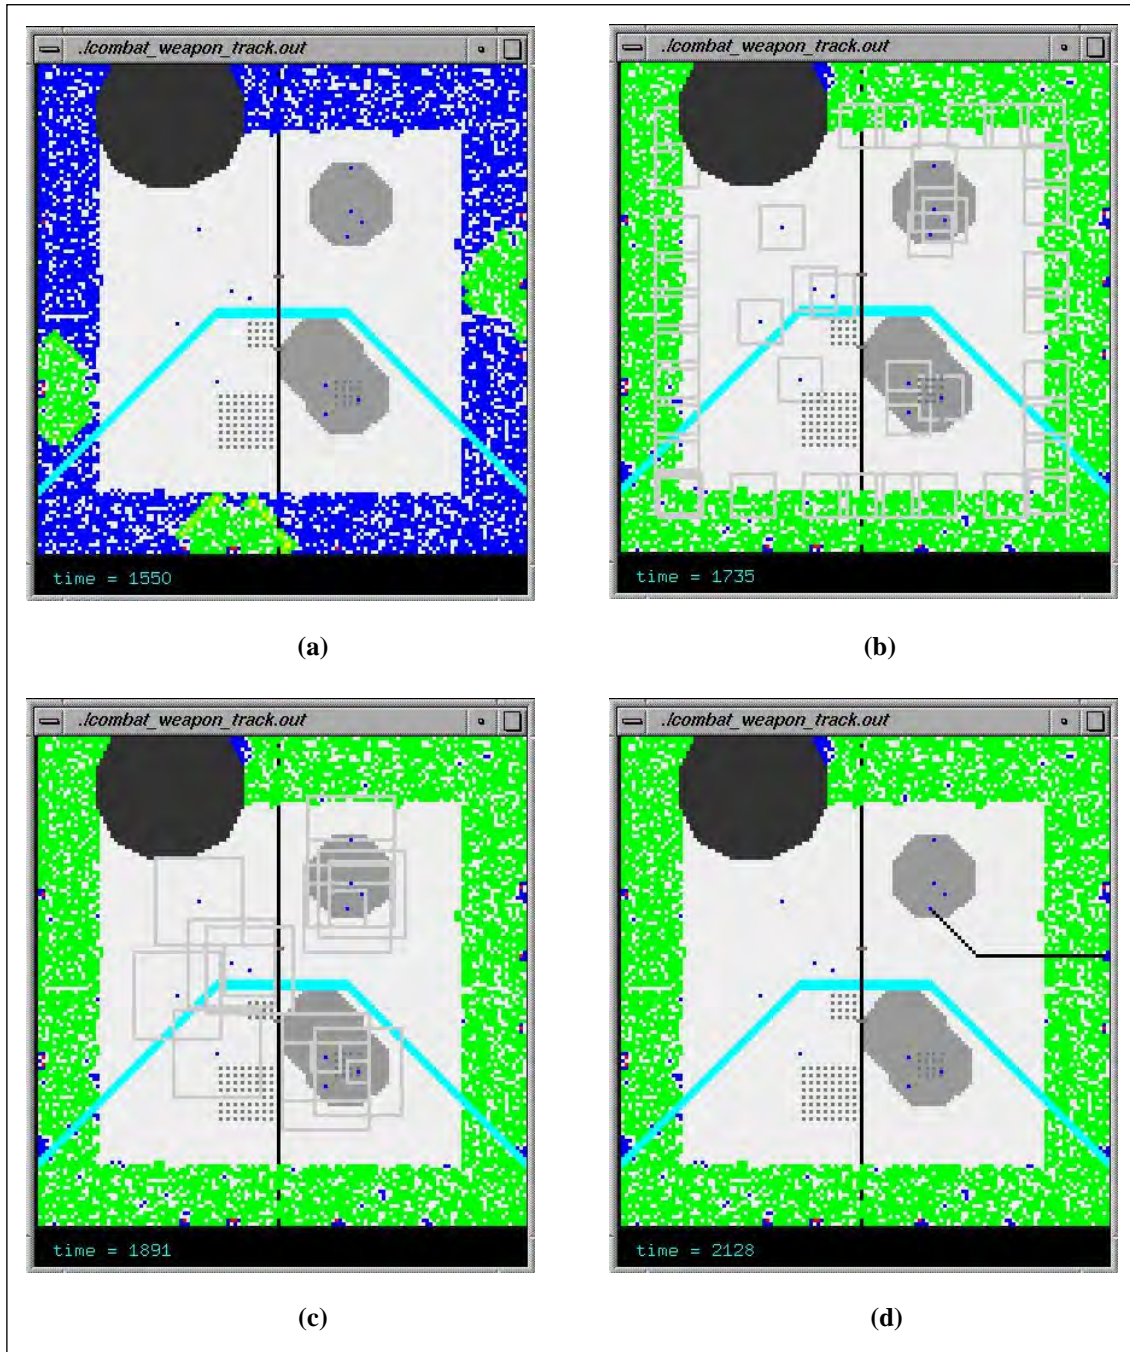 ./combat_weapon_track.out
time = 1550
(a)
./combat_weapon_track.out
time = 1735
(b)
./combat_weapon_track.out
time = 1891
(c)
./combat_weapon_track.out
time = 2128
(d)